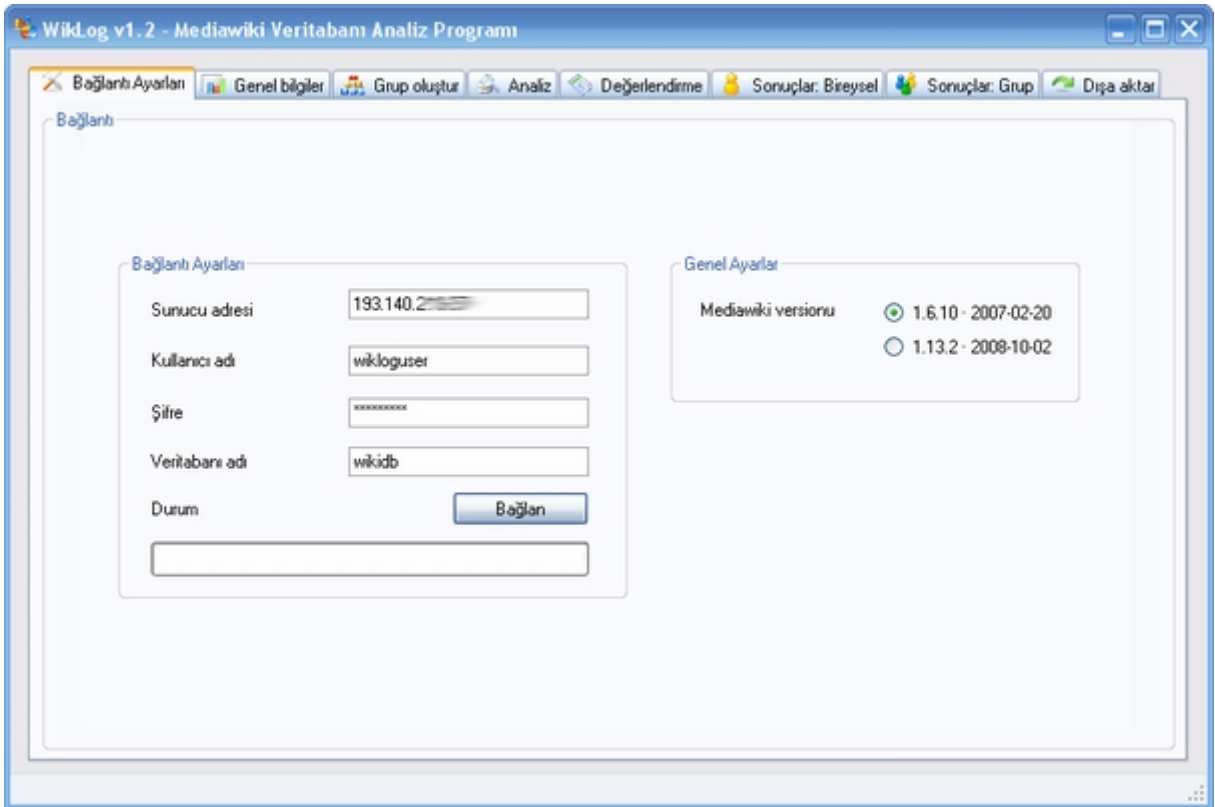 WikLog v1.2 - Mediawiki Veritabanı Analiz Programı
Bağlantı Ayarları Genel bilgiler Grup oluştur Analiz Değerlendirme Sonuçlar: Bireysel Sonuçlar: Grup Dışa aktar
Bağlantı
Bağlantı Ayarları
Sunucu adresi 193.140.2
Kullanıcı adı wikloguser
Şifre *********
Veritabanı adı wikidb
Durum Bağlan
Genel Ayarlar
Mediawiki versionu 1.6.10 - 2007-02-20
1.13.2 - 2008-10-02